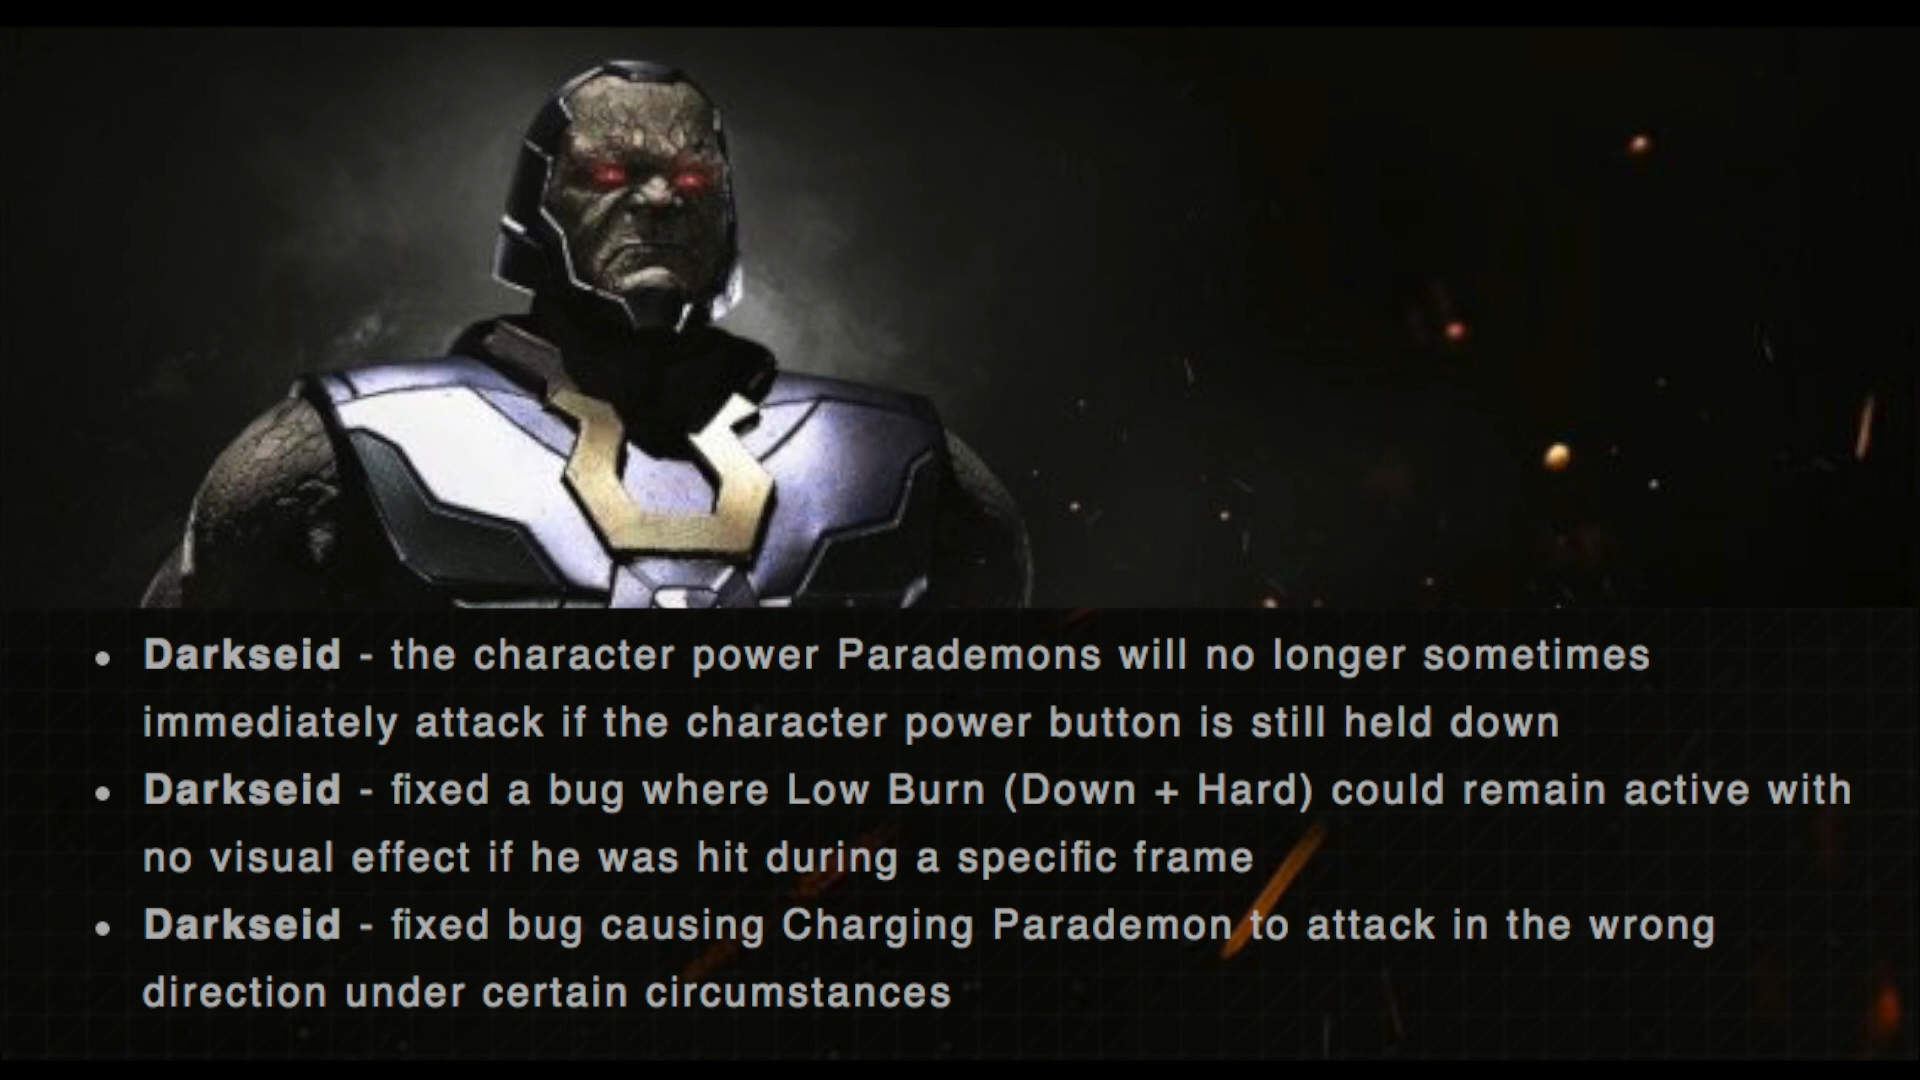 • Darkseid - the character power Parademons will no longer sometimes
immediately attack if the character power button is still held down
• Darkseid - fixed a bug where Low Burn (Down + Hard) could remain active with
no visual effect if he was hit during a specific frame
• Darkseid - fixed bug causing Charging Parademon to attack in the wrong
direction under certain circumstances